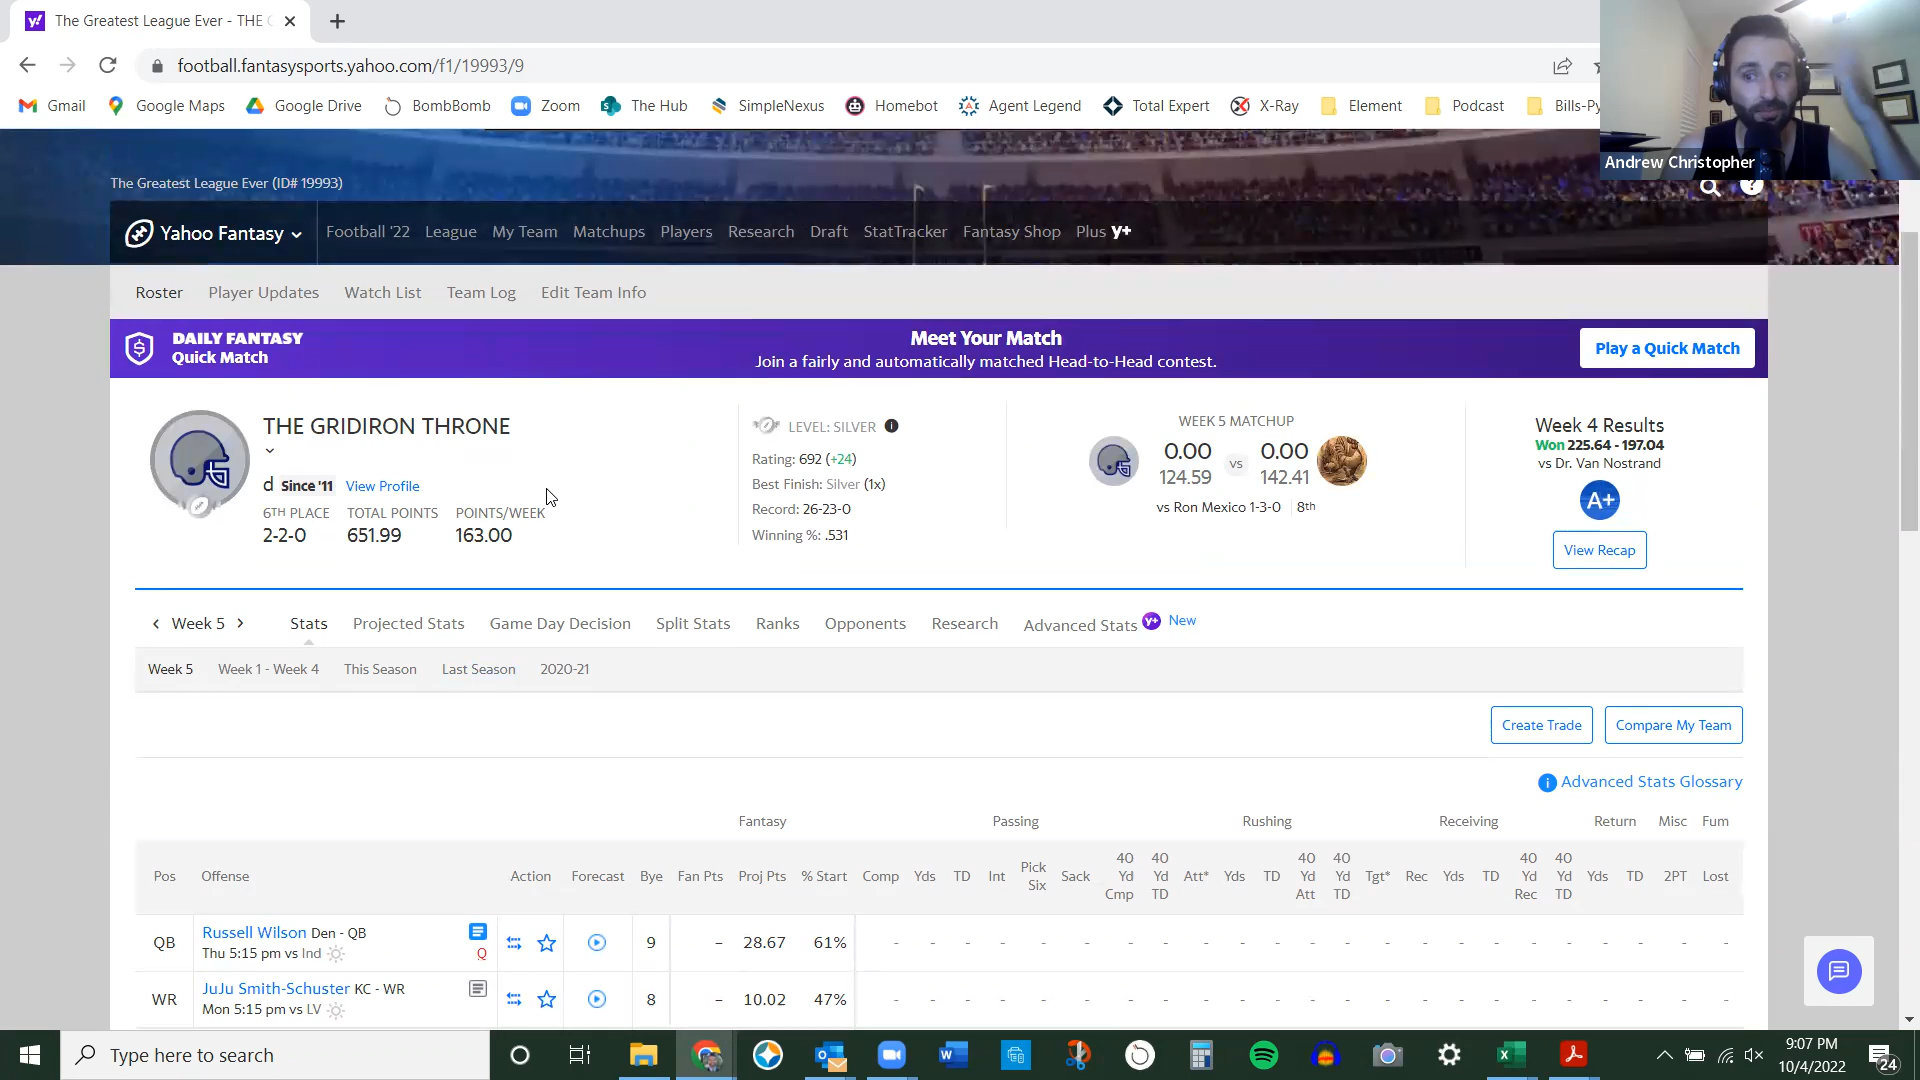 The Greatest League Ever - THE
football.fantasysports.yahoo.com/f1/19993/9
Gmail Google Maps Google Drive BombBomb Zoom The Hub SimpleNexus Homebot Agent Legend Total Expert X-Ray Element Podcast Bills-Py
Andrew Christopher
The Greatest League Ever (ID# 19993)
Yahoo Fantasy Football '22 League My Team Matchups Players Research Draft StatTracker Fantasy Shop Plus y+
Roster Player Updates Watch List Team Log Edit Team Info
DAILY FANTASY
Quick Match
Meet Your Match
Join a fairly and automatically matched Head-to-Head contest.
Play a Quick Match
THE GRIDIRON THRONE
d Since '11 View Profile
6TH PLACE TOTAL POINTS POINTS/WEEK
2-2-0 651.99 163.00
LEVEL: SILVER
Rating: 692 (+24)
Best Finish: Silver (1x)
Record: 26-23-0
Winning %: .531
WEEK 5 MATCHUP
0.00 vs 0.00
124.59 142.41
vs Ron Mexico 1-3-0 8th
Week 4 Results
Won 225.64 - 197.04
vs Dr. Van Nostrand
A+
View Recap
Week 5 Stats Projected Stats Game Day Decision Split Stats Ranks Opponents Research Advanced Stats y+ New
Week 5 Week 1 - Week 4 This Season Last Season 2020-21
Create Trade Compare My Team
Advanced Stats Glossary
Fantasy Passing Rushing Receiving Return Misc Fum
Pos Offense Action Forecast Bye Fan Pts Proj Pts % Start Comp Yds TD Int Pick Six Sack 40 Yd Cmp 40 Yd TD Att* Yds TD 40 Yd Att 40 Yd TD Tgt* Rec Yds TD 40 Yd Rec 40 Yd TD Yds TD 2PT Lost
QB Russell Wilson Den - QB 9 – 28.67 61% - - - - - - - - - - - - - - - - - - - - - - -
Thu 5:15 pm vs Ind Q
WR JuJu Smith-Schuster KC - WR 8 – 10.02 47% - - - - - - - - - - - - - - - - - - - - - - -
Mon 5:15 pm vs LV
Type here to search
9:07 PM
10/4/2022
24